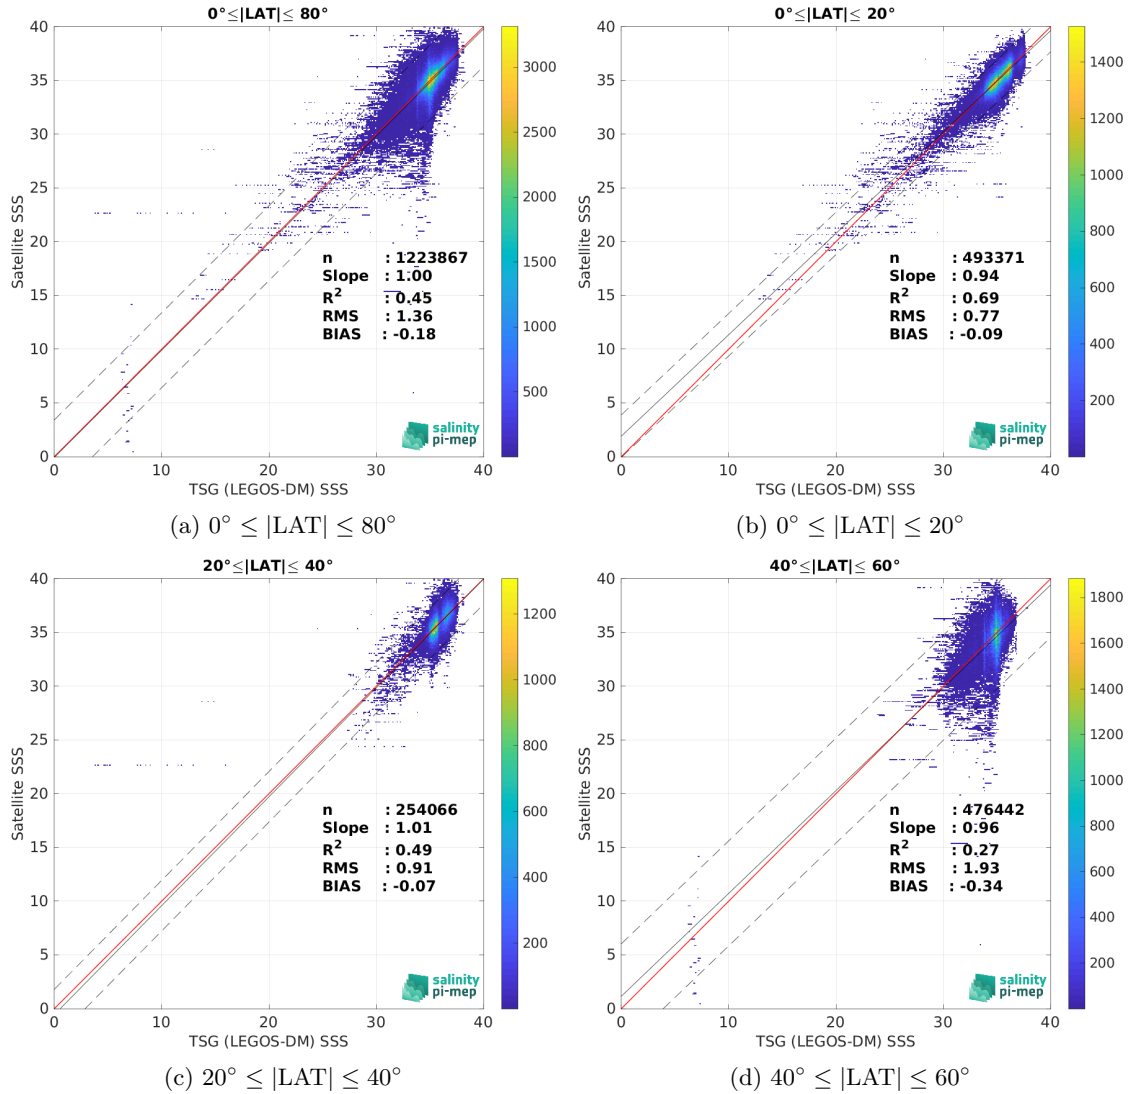 0°≤|LAT|≤ 80°
40
35
30
25
20
15
10
5
0
Satellite SSS
0
10
20
30
40
TSG (LEGOS-DM) SSS
n : 1223867
Slope : 1.00
R² : 0.45
RMS : 1.36
BIAS : -0.18
salinity
pi-mep
3000
2500
2000
1500
1000
500
(a) 0° ≤ |LAT| ≤ 80°
0°≤|LAT|≤ 20°
40
35
30
25
20
15
10
5
0
Satellite SSS
0
10
20
30
40
TSG (LEGOS-DM) SSS
n : 493371
Slope : 0.94
R² : 0.69
RMS : 0.77
BIAS : -0.09
salinity
pi-mep
1400
1200
1000
800
600
400
200
(b) 0° ≤ |LAT| ≤ 20°
20°≤|LAT|≤ 40°
40
35
30
25
20
15
10
5
0
Satellite SSS
0
10
20
30
40
TSG (LEGOS-DM) SSS
n : 254066
Slope : 1.01
R² : 0.49
RMS : 0.91
BIAS : -0.07
salinity
pi-mep
1200
1000
800
600
400
200
(c) 20° ≤ |LAT| ≤ 40°
40°≤|LAT|≤ 60°
40
35
30
25
20
15
10
5
0
Satellite SSS
0
10
20
30
40
TSG (LEGOS-DM) SSS
n : 476442
Slope : 0.96
R² : 0.27
RMS : 1.93
BIAS : -0.34
salinity
pi-mep
1800
1600
1400
1200
1000
800
600
400
200
(d) 40° ≤ |LAT| ≤ 60°